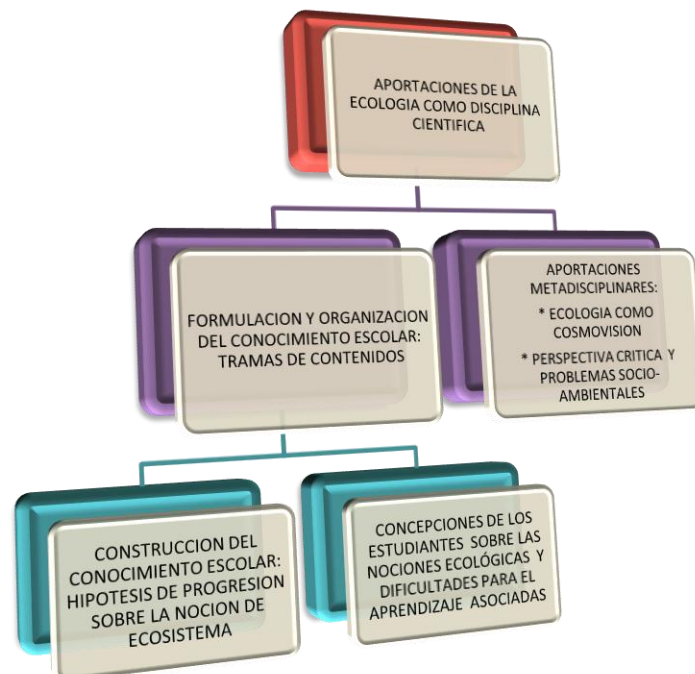 APORTACIONES DE LA
ECOLOGIA COMO DISCIPLINA
CIENTIFICA
FORMULACION Y ORGANIZACION
DEL CONOCIMIENTO ESCOLAR:
TRAMAS DE CONTENIDOS
APORTACIONES
METADISCIPLINARES:
* ECOLOGIA COMO
COSMOVISION
* PERSPECTIVA CRITICA Y
PROBLEMAS SOCIO-
AMBIENTALES
CONSTRUCCION DEL
CONOCIMIENTO ESCOLAR:
HIPOTESIS DE PROGRESION
SOBRE LA NOCION DE
ECOSISTEMA
CONCEPCIONES DE LOS
ESTUDIANTES SOBRE LAS
NOCIONES ECOLÓGICAS Y
DIFICULTADES PARA EL
APRENDIZAJE ASOCIADAS